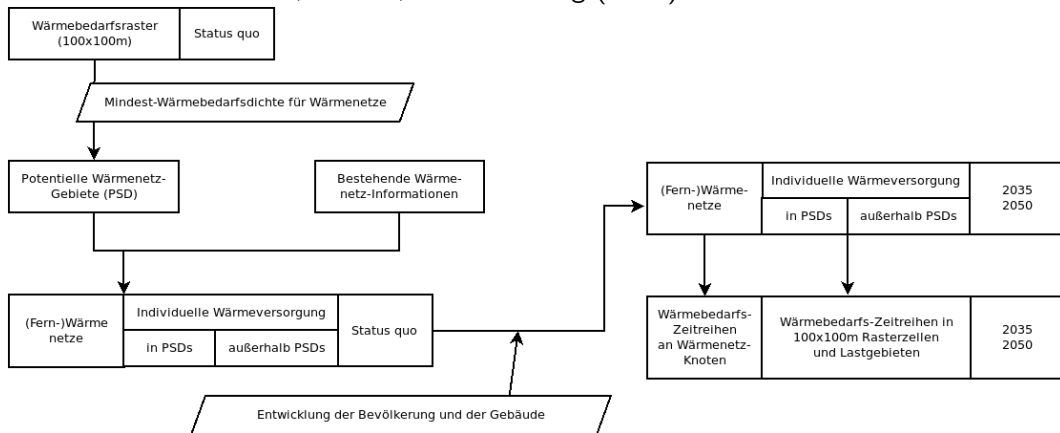 Wärmebedarfsraster
(100x100m)
Status quo
Mindest-Wärmebedarfsdichte für Wärmenetze
Potentielle Wärmenetz-
Gebiete (PSD)
Bestehende Wärme-
netz-Informationen
(Fern-)Wärme
netze
Individuelle Wärmeversorgung
in PSDs
außerhalb PSDs
Status quo
Entwicklung der Bevölkerung und der Gebäude
(Fern-)Wärme-
netze
Individuelle Wärmeversorgung
in PSDs
außerhalb PSDs
2035
2050
Wärmebedarfs-
Zeitreihen
an Wärmenetz-
Knoten
Wärmebedarfs-Zeitreihen in
100x100m Rasterzellen
und Lastgebieten
2035
2050